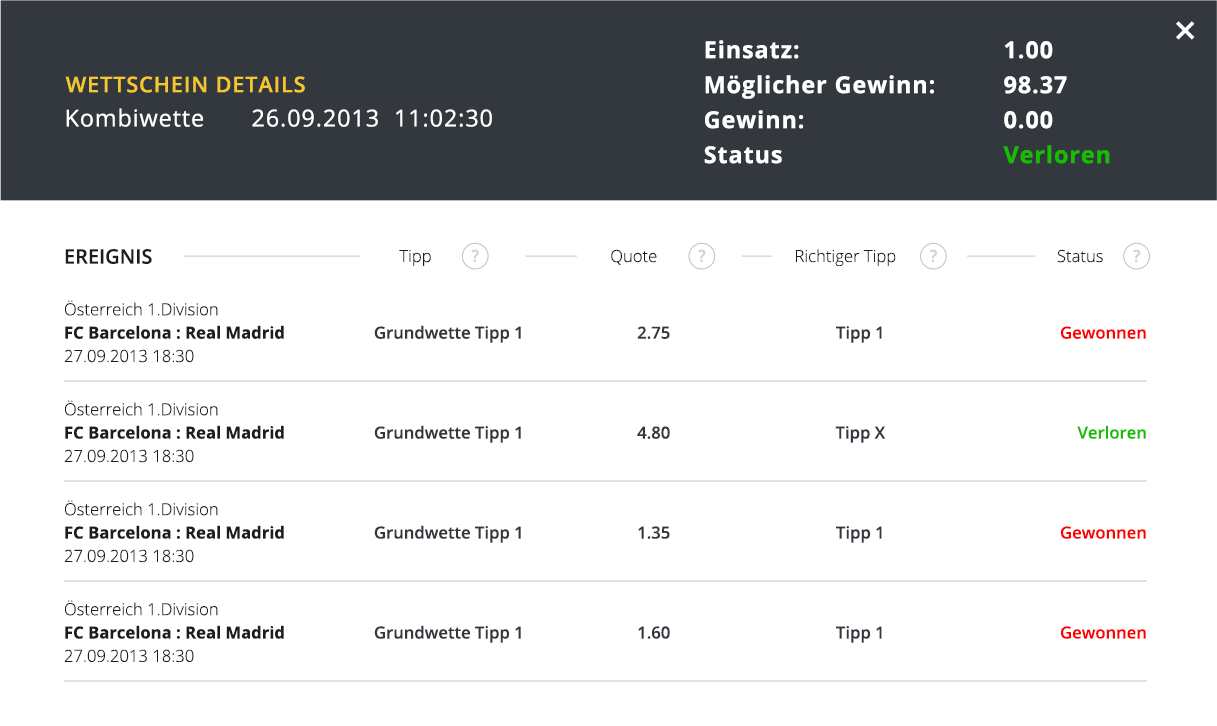 WETTSCHEIN DETAILS
Kombiwette 26.09.2013 11:02:30
Einsatz: 1.00
Möglicher Gewinn: 98.37
Gewinn: 0.00
Status Verloren
EREIGNIS Tipp ? Quote ? Richtiger Tipp ? Status ?
Österreich 1.Division
FC Barcelona : Real Madrid Grundwette Tipp 1 2.75 Tipp 1 Gewonnen
27.09.2013 18:30
Österreich 1.Division
FC Barcelona : Real Madrid Grundwette Tipp 1 4.80 Tipp X Verloren
27.09.2013 18:30
Österreich 1.Division
FC Barcelona : Real Madrid Grundwette Tipp 1 1.35 Tipp 1 Gewonnen
27.09.2013 18:30
Österreich 1.Division
FC Barcelona : Real Madrid Grundwette Tipp 1 1.60 Tipp 1 Gewonnen
27.09.2013 18:30